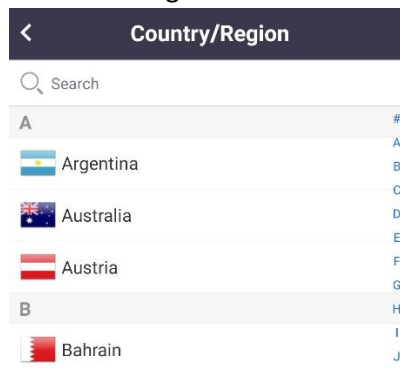 Country/Region
Search
A
Argentina
Australia
Austria
B
Bahrain
#
A
B
C
D
E
F
G
H
I
J